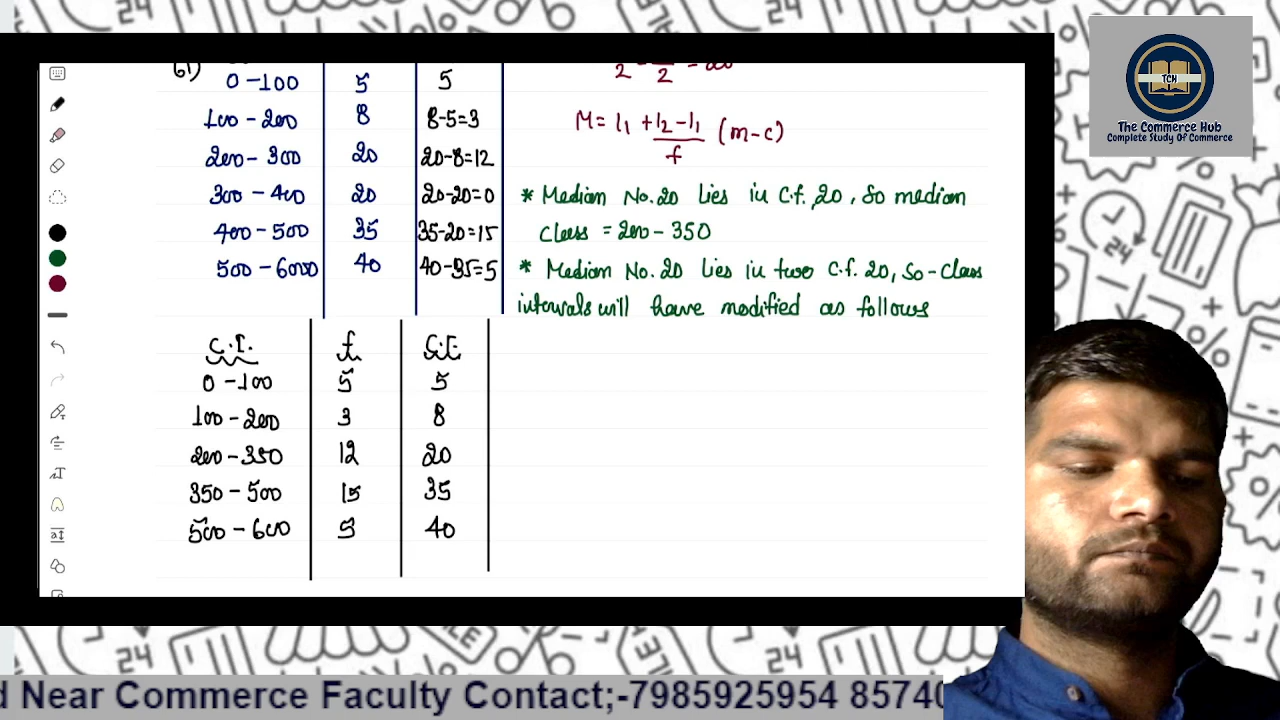 61)
0 - 100 5 5
100 - 200 8 8-5=3
200 - 300 20 20-8=12
300 - 400 20 20-20=0
400 - 500 35 35-20=15
500 - 6000 40 40-35=5
M = l₁ + l₂ - l₁ / f (m-c)
* Median No. 20 lies in C.f. 20, So median
Class = 200 - 350
* Median No. 20 lies in two C.f. 20, so-class
intervals will have modified as follows
C.I. f C.f.
0 - 100 5 5
100 - 200 3 8
200 - 350 12 20
350 - 500 15 35
500 - 600 5 40
TCH
The Commerce Hub
Complete Study Of Commerce
d Near Commerce Faculty Contact;-7985925954 85740